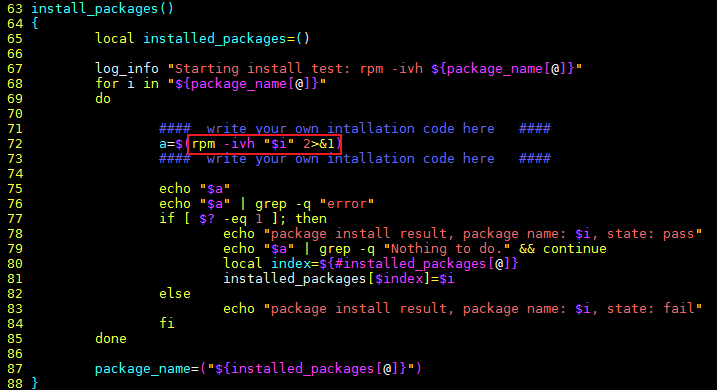 63 install_packages()
64 {
65         local installed_packages=()
66
67         log_info "Starting install test: rpm -ivh ${package_name[@]}"
68         for i in "${package_name[@]}"
69         do
70
71                 ####  write your own intallation code here   ####
72                 a=$(rpm -ivh "$i" 2>&1)
73                 ####  write your own intallation code here   ####
74
75                 echo "$a"
76                 echo "$a" | grep -q "error"
77                 if [ $? -eq 1 ]; then
78                         echo "package install result, package name: $i, state: pass"
79                         echo "$a" | grep -q "Nothing to do." && continue
80                         local index=${#installed_packages[@]}
81                         installed_packages[$index]=$i
82                 else
83                         echo "package install result, package name: $i, state: fail"
84                 fi
85         done
86
87         package_name=("${installed_packages[@]}")
88 }